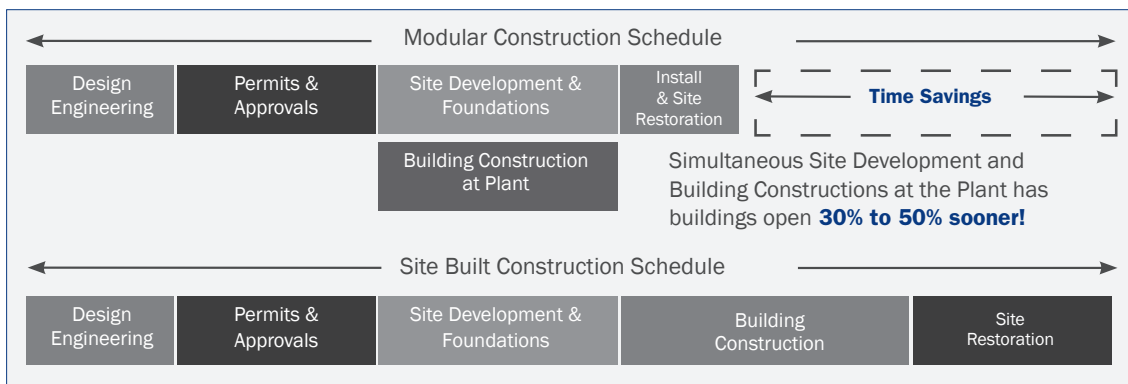 Modular Construction Schedule
Design
Engineering
Permits &
Approvals
Site Development &
Foundations
Install
& Site
Restoration
Time Savings
Building Construction
at Plant
Simultaneous Site Development and
Building Constructions at the Plant has
buildings open 30% to 50% sooner!
Site Built Construction Schedule
Design
Engineering
Permits &
Approvals
Site Development &
Foundations
Building
Construction
Site
Restoration